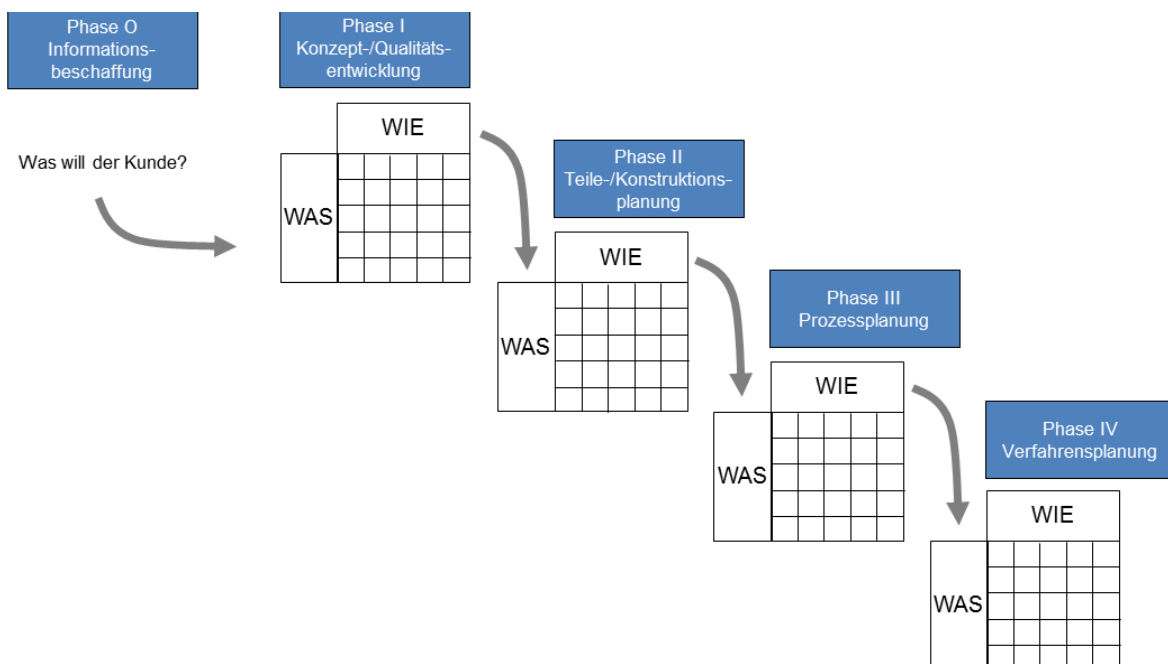 Phase O
Informations-
beschaffung
Was will der Kunde?
Phase I
Konzept-/Qualitäts-
entwicklung
WIE
WAS
Phase II
Teile-/Konstruktions-
planung
WIE
WAS
Phase III
Prozessplanung
WIE
WAS
Phase IV
Verfahrensplanung
WIE
WAS